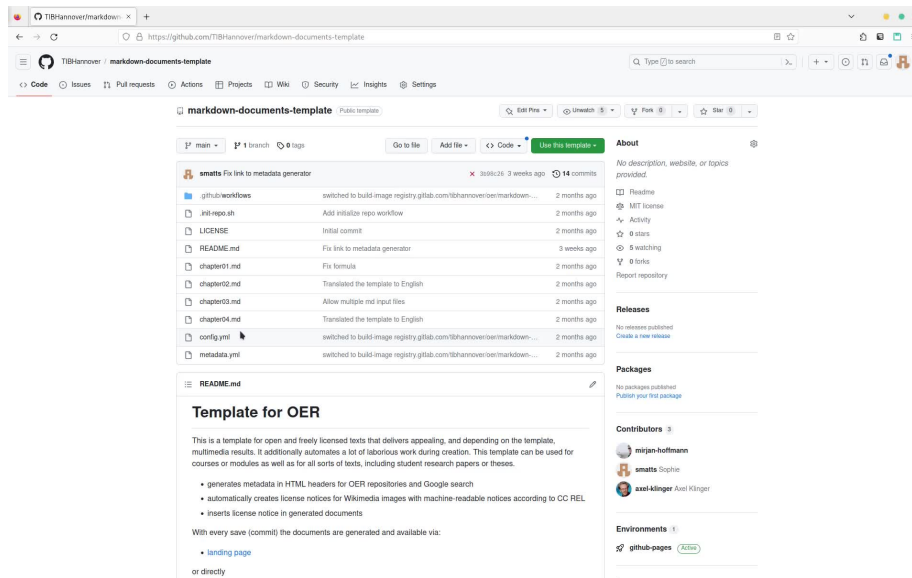 TIBHannover/markdown-
https://github.com/TIBHannover/markdown-documents-template
TIBHannover / markdown-documents-template
Type / to search
Code Issues Pull requests Actions Projects Wiki Security Insights Settings
markdown-documents-template Public template
Edit Pins Unwatch 5 Fork 0 Star 0
main 1 branch 0 tags Go to file Add file Code Use this template
smatts Fix link to metadata generator 3b98c26 3 weeks ago 14 commits
.github/workflows switched to build-image registry.gitlab.com/tibhannover/oer/markdown-... 2 months ago
.init-repo.sh Add initialize repo workflow 2 months ago
LICENSE Initial commit 2 months ago
README.md Fix link to metadata generator 3 weeks ago
chapter01.md Fix formula 2 months ago
chapter02.md Translated the template to English 2 months ago
chapter03.md Allow multiple md input files 2 months ago
chapter04.md Translated the template to English 2 months ago
config.yml switched to build-image registry.gitlab.com/tibhannover/oer/markdown-... 2 months ago
metadata.yml switched to build-image registry.gitlab.com/tibhannover/oer/markdown-... 2 months ago
README.md
Template for OER
This is a template for open and freely licensed texts that delivers appealing, and depending on the template,
multimedia results. It additionally automates a lot of laborious work during creation. This template can be used for
courses or modules as well as for all sorts of texts, including student research papers or theses.
• generates metadata in HTML headers for OER repositories and Google search
• automatically creates license notices for Wikimedia images with machine-readable notices according to CC REL
• inserts license notice in generated documents
With every save (commit) the documents are generated and available via:
• landing page
or directly
About
No description, website, or topics
provided.
Readme
MIT license
Activity
0 stars
5 watching
0 forks
Report repository
Releases
No releases published
Create a new release
Packages
No packages published
Publish your first package
Contributors 3
mirjan-hoffmann
smatts Sophie
axel-klinger Axel Klinger
Environments 1
github-pages Active